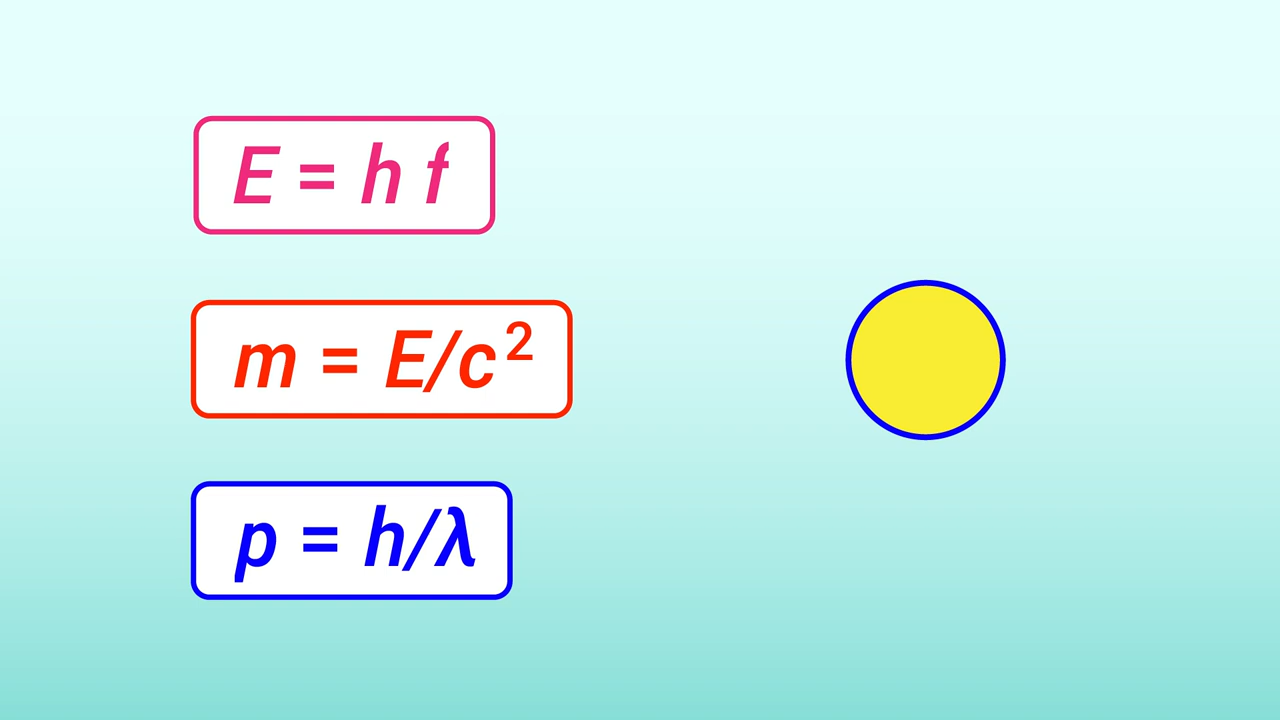 E = h f
m = E/c²
p = h/λ